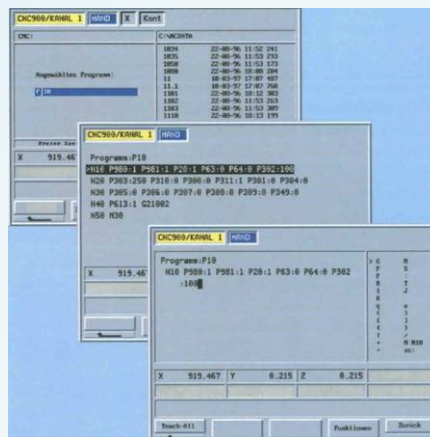 CNC900/KANAL 1 HAND X Kont
CNC:
C:\NCDATA
Angewähltes Programm:
P10
1034 22-08-96 11:52 241
1035 22-08-96 11:53 293
1050 22-08-96 11:53 173
1090 22-08-96 18:08 204
11 10-03-97 17:07 497
11.1 10-03-97 17:07 760
1101 22-08-96 18:12 303
1102 22-08-96 11:53 263
1103 22-08-96 11:53 309
1110 22-08-96 18:13 195
X 919.467
CNC900/KANAL 1 HAND
Programm:P10
>N10 P980:1 P981:1 P20:1 P63:0 P64:0 P302:100
N20 P303:250 P310:0 P306:0 P311:1 P301:0 P304:0
N30 P305:0 P306:0 P307:0 P308:0 P309:0 P349:0
N40 P613:1 G21002
N50 M30
X 919.467
CNC900/KANAL 1 HAND
Programm:P10
N10 P980:1 P981:1 P20:1 P63:0 P64:0 P302
:100
X 919.467 Y 0.215 Z 0.215
Teach-All
Funktionen
Zurück